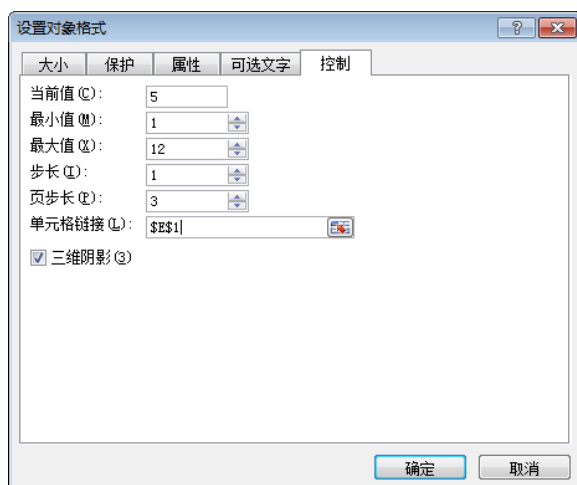 设置对象格式
大小 保护 属性 可选文字 控制
当前值(C): 5
最小值(M): 1
最大值(X): 12
步长(I): 1
页步长(P): 3
单元格链接(L): $E$1
三维阴影(3)
确定 取消